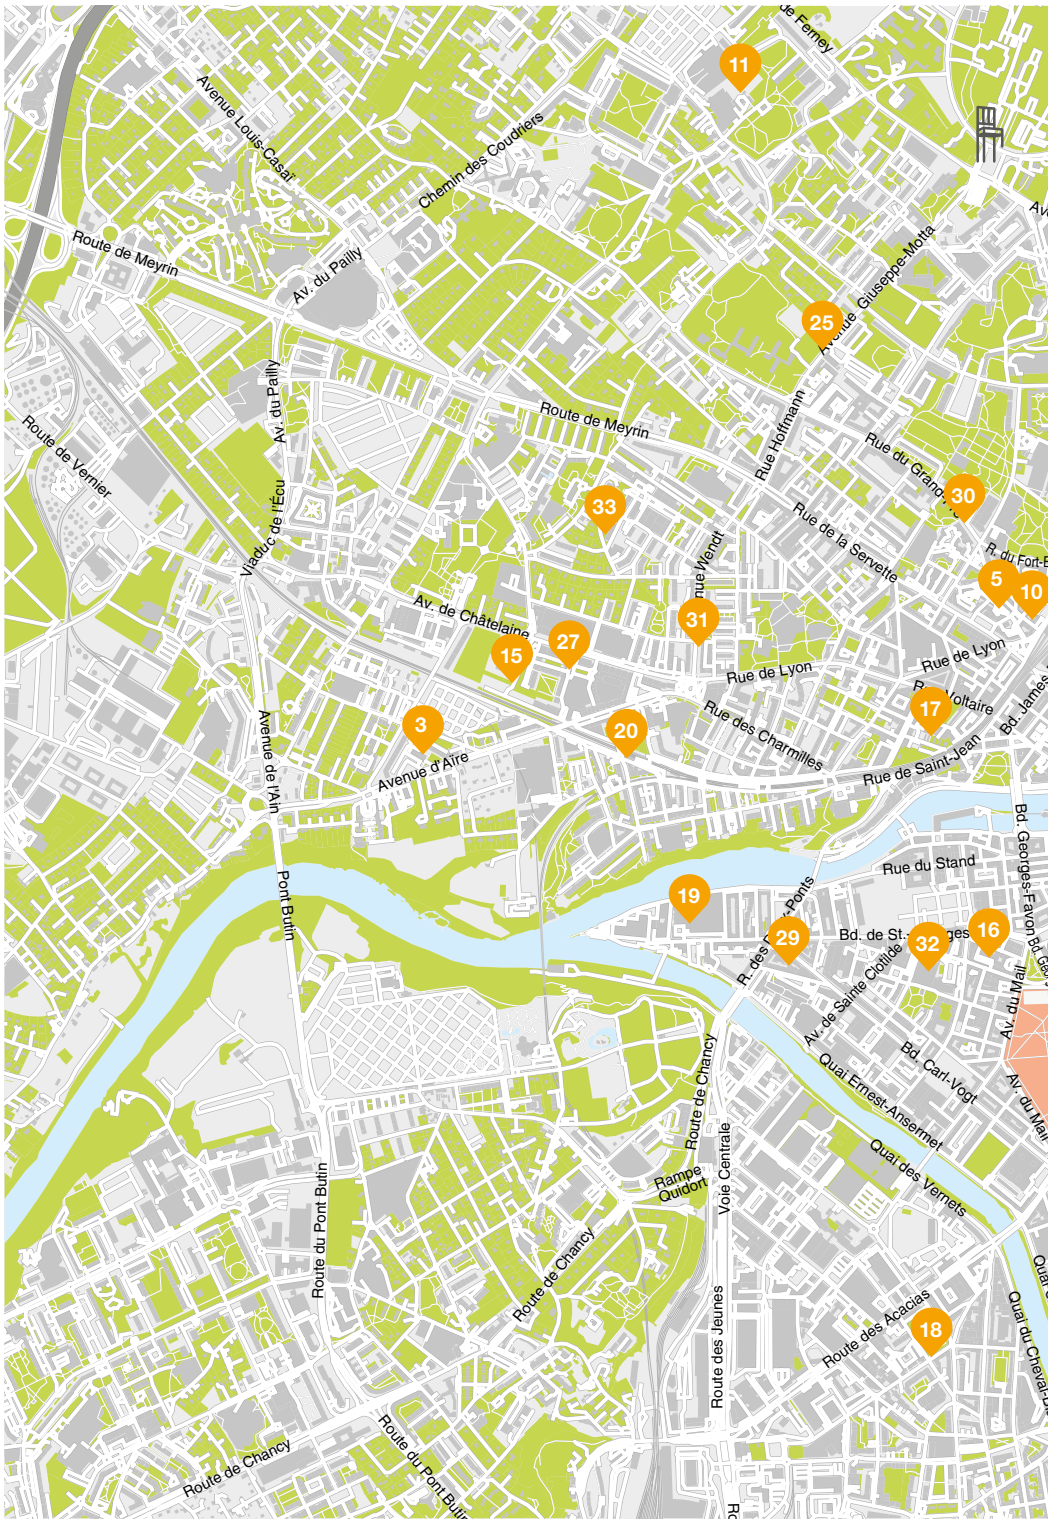 de Ferney
11
Avenue Louis-Casaï
Chemin des Coudriers
Route de Meyrin
Av. du Pailly
Avenue Giuseppe-Motta
25
Av. du Pailly
Route de Meyrin
Rue Hoffmann
Route de Vernier
Rue du Grand
30
33
Viaduc de l'Écu
Rue de la Servette
nue Wendt
R. du Fort-
5
10
Av. de Châtelaine
31
27
15
Rue de Lyon
Rue de Lyon
Voltaire
17
Bd. James-
3
20
Rue des Charmilles
Avenue d'Aïre
Rue de Saint-Jean
Avenue de l'Ain
Bd. Georges-Favon
Rue du Stand
Pont Butin
19
R. des
-Ponts
29
Bd. de St.-
ges
32
16
Av. de Sainte Clotilde
Av. du Mail
Route de Chancy
Quai Ernest-Ansermet
Bd. Carl-Vogt
Av. du Mail
Quai des Vernets
Rampe
Quidort
Voie Centrale
Route du Pont Butin
Route de Chancy
Route des Jeunes
Route des Acacias
18
Quai du Cheval-Bl
Route de Chancy
Route du Pont Butin